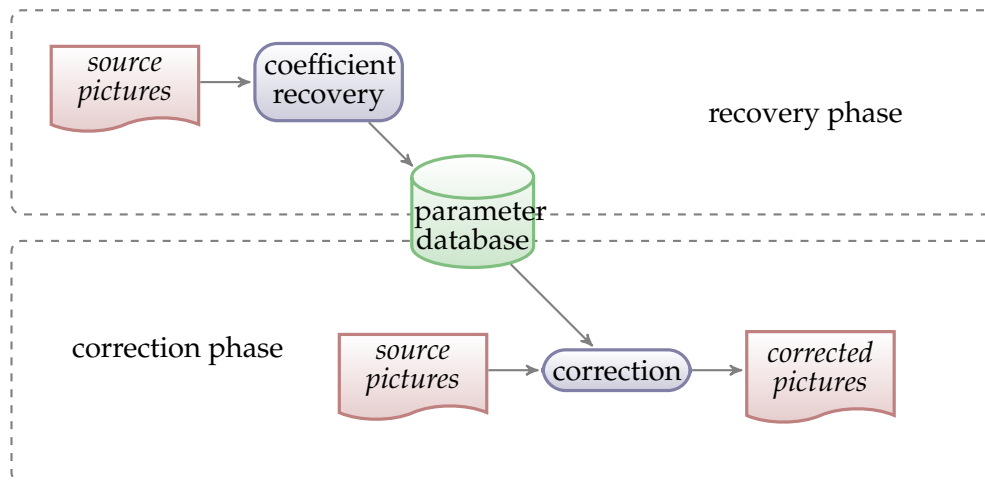 source
pictures
coefficient
recovery
recovery phase
parameter
database
correction phase
source
pictures
correction
corrected
pictures